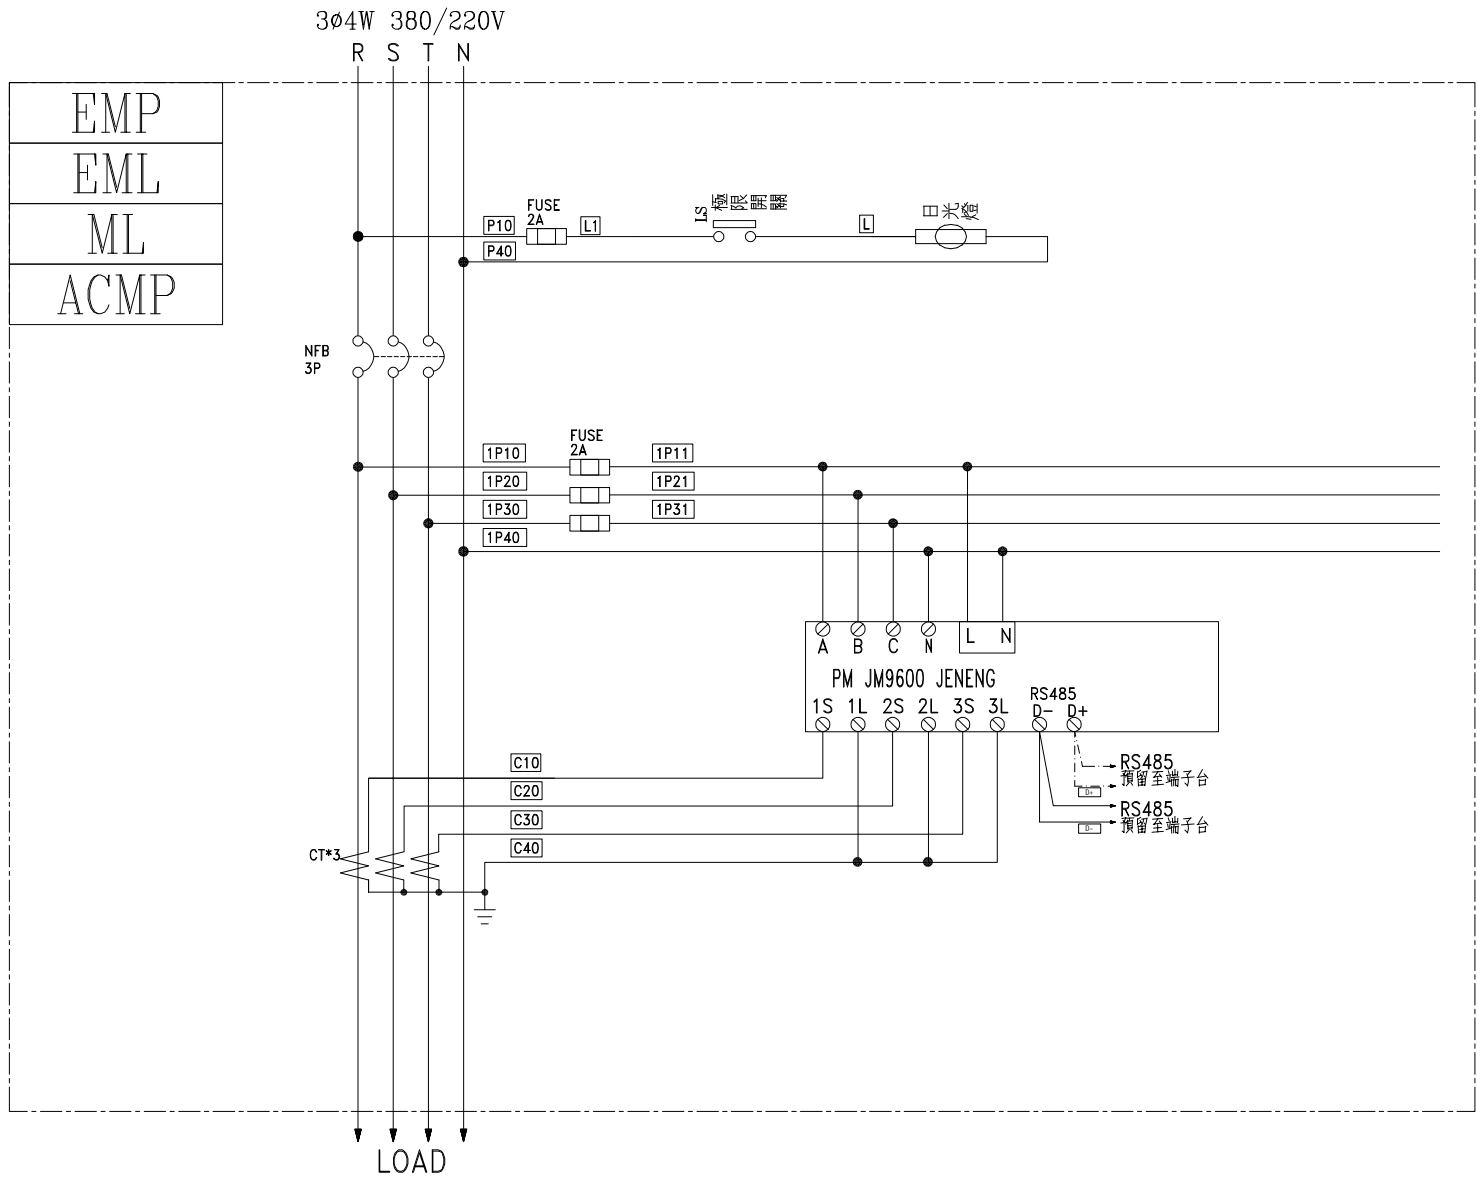 3ø4W 380/220V
R S T N
EMP
EML
ML
ACMP
FUSE
2A
P10
L1
LS 極限開關
L
日光燈
P40
NFB
3P
FUSE
2A
1P10 1P11
1P20 1P21
1P30 1P31
1P40
A B C N L N
PM JM9600 JENENG
RS485
1S 1L 2S 2L 3S 3L D- D+
C10
RS485
預留至端子台
C20
D+
RS485
C30
預留至端子台
D-
C40
CT*3
LOAD